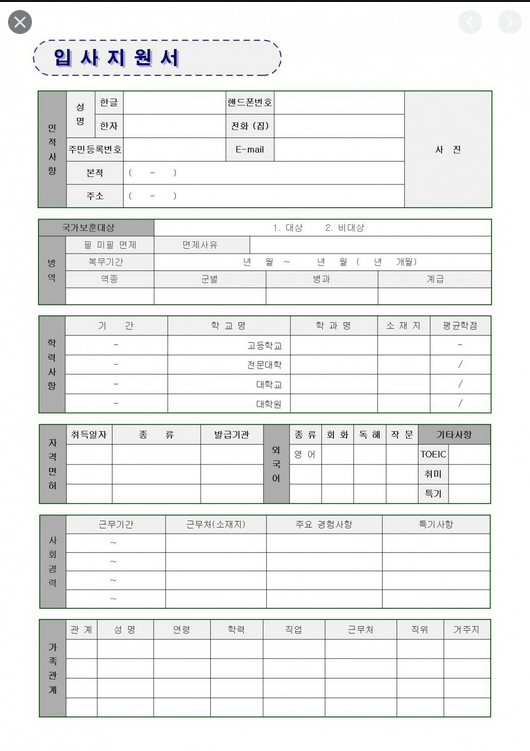 입사지원서
인적사항
성명
한글
핸드폰번호
사 진
한자
전화 (집)
주민등록번호
E-mail
본적 ( - )
주소 ( - )
국가보훈대상 1. 대상 2. 비대상
병역
필 미필 면제 면제사유
복무기간 년 월 ~ 년 월 ( 년 개월)
역종 군별 병과 계급
학력사항
기 간 학 교 명 학 과 명 소 재 지 평균학점
- 고등학교 -
- 전문대학 /
- 대학교 /
- 대학원 /
자격면허
취득일자 종 류 발급기관
외국어
종 류 회 화 독 해 작 문 기타사항
영 어 TOEIC
취미
특기
사회경력
근무기간 근무처(소재지) 주요 경험사항 특기사항
~
~
~
~
가족관계
관 계 성 명 연령 학력 직업 근무처 직위 거주지